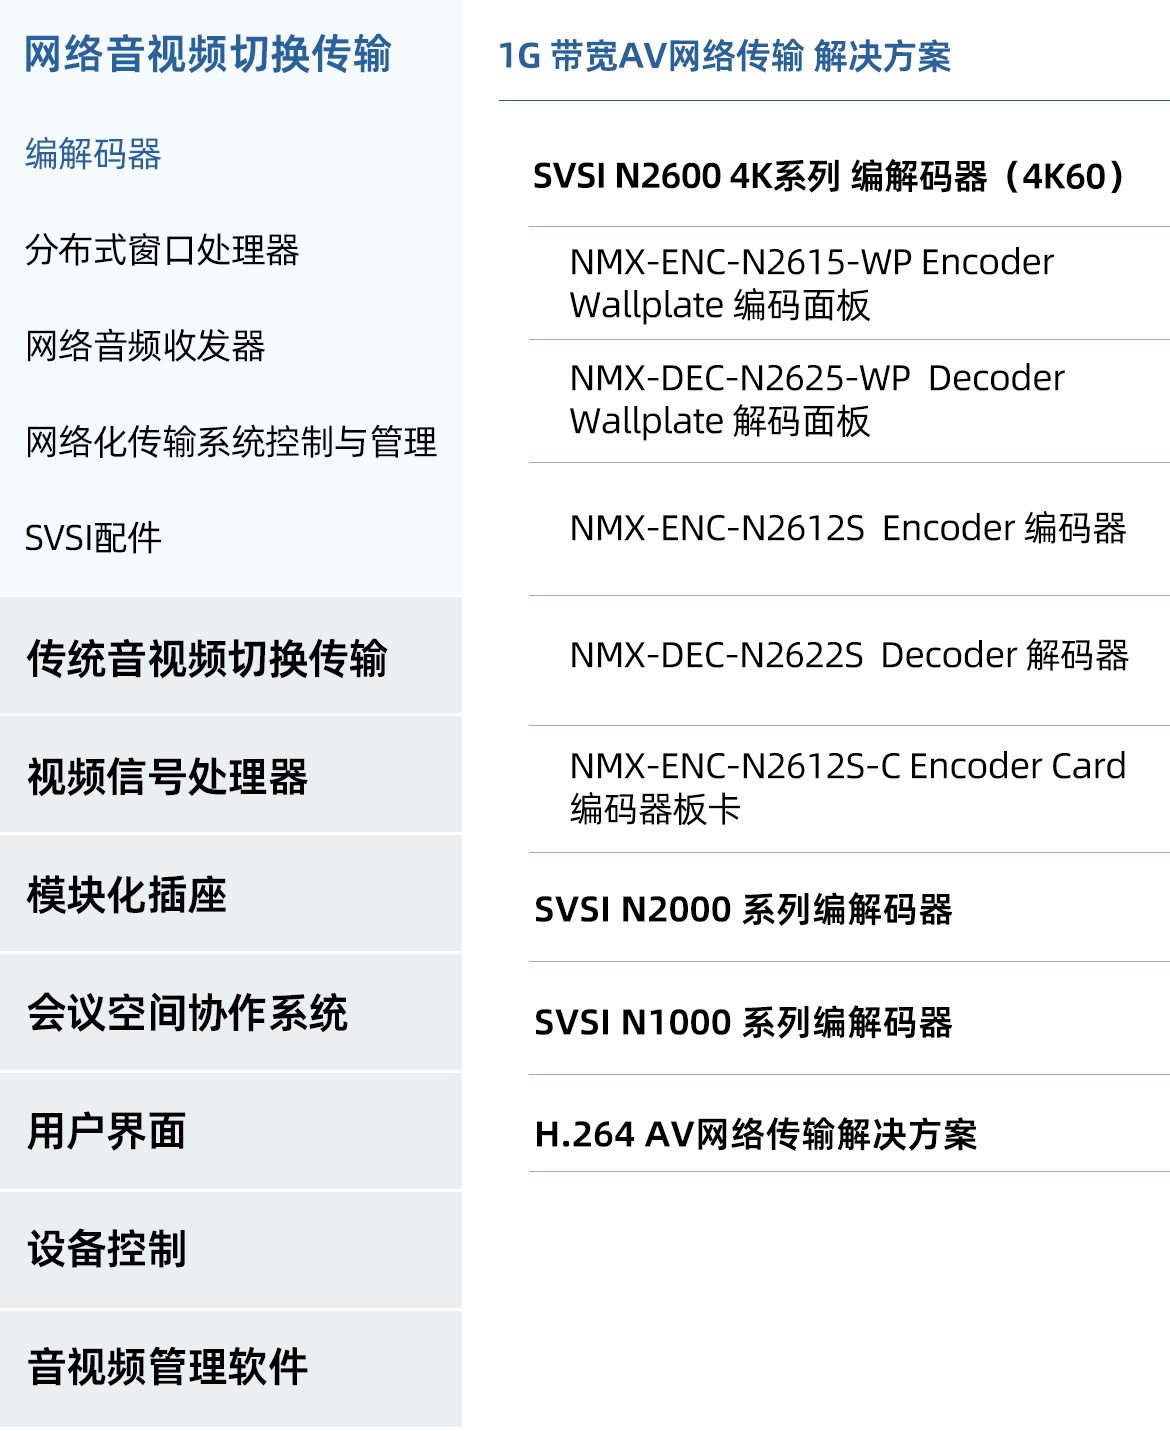 网络音视频切换传输
编解码器
分布式窗口处理器
网络音频收发器
网络化传输系统控制与管理
SVSI配件
传统音视频切换传输
视频信号处理器
模块化插座
会议空间协作系统
用户界面
设备控制
音视频管理软件
1G 带宽AV网络传输 解决方案
SVSI N2600 4K系列 编解码器（4K60）
NMX-ENC-N2615-WP Encoder
Wallplate 编码面板
NMX-DEC-N2625-WP  Decoder
Wallplate 解码面板
NMX-ENC-N2612S  Encoder 编码器
NMX-DEC-N2622S  Decoder 解码器
NMX-ENC-N2612S-C Encoder Card
编码器板卡
SVSI N2000 系列编解码器
SVSI N1000 系列编解码器
H.264 AV网络传输解决方案